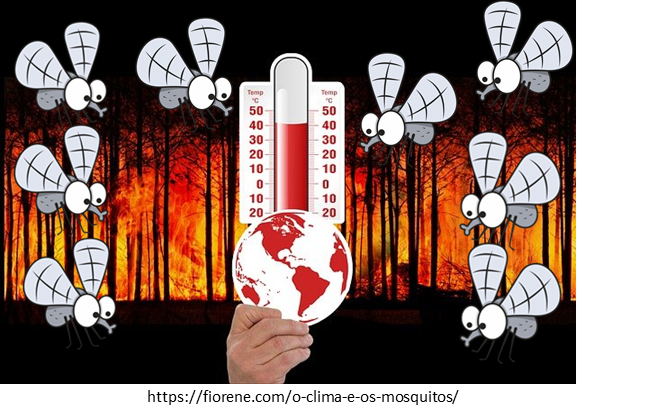 Temp Temp
°C °C
50 50
40 40
30 30
20 20
10 10
0 0
10 10
20 20
https://fiorene.com/o-clima-e-os-mosquitos/